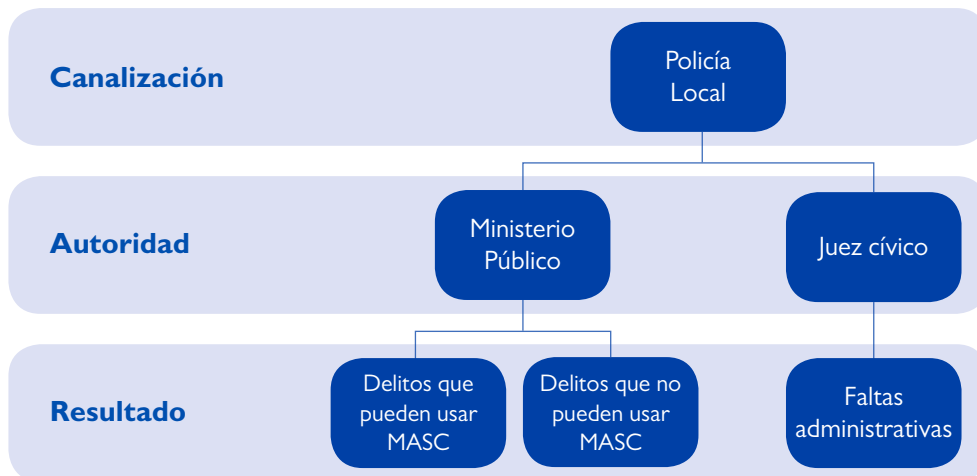 Canalización
Policía
Local
Autoridad
Ministerio
Público
Juez cívico
Resultado
Delitos que
pueden usar
MASC
Delitos que no
pueden usar
MASC
Faltas
administrativas